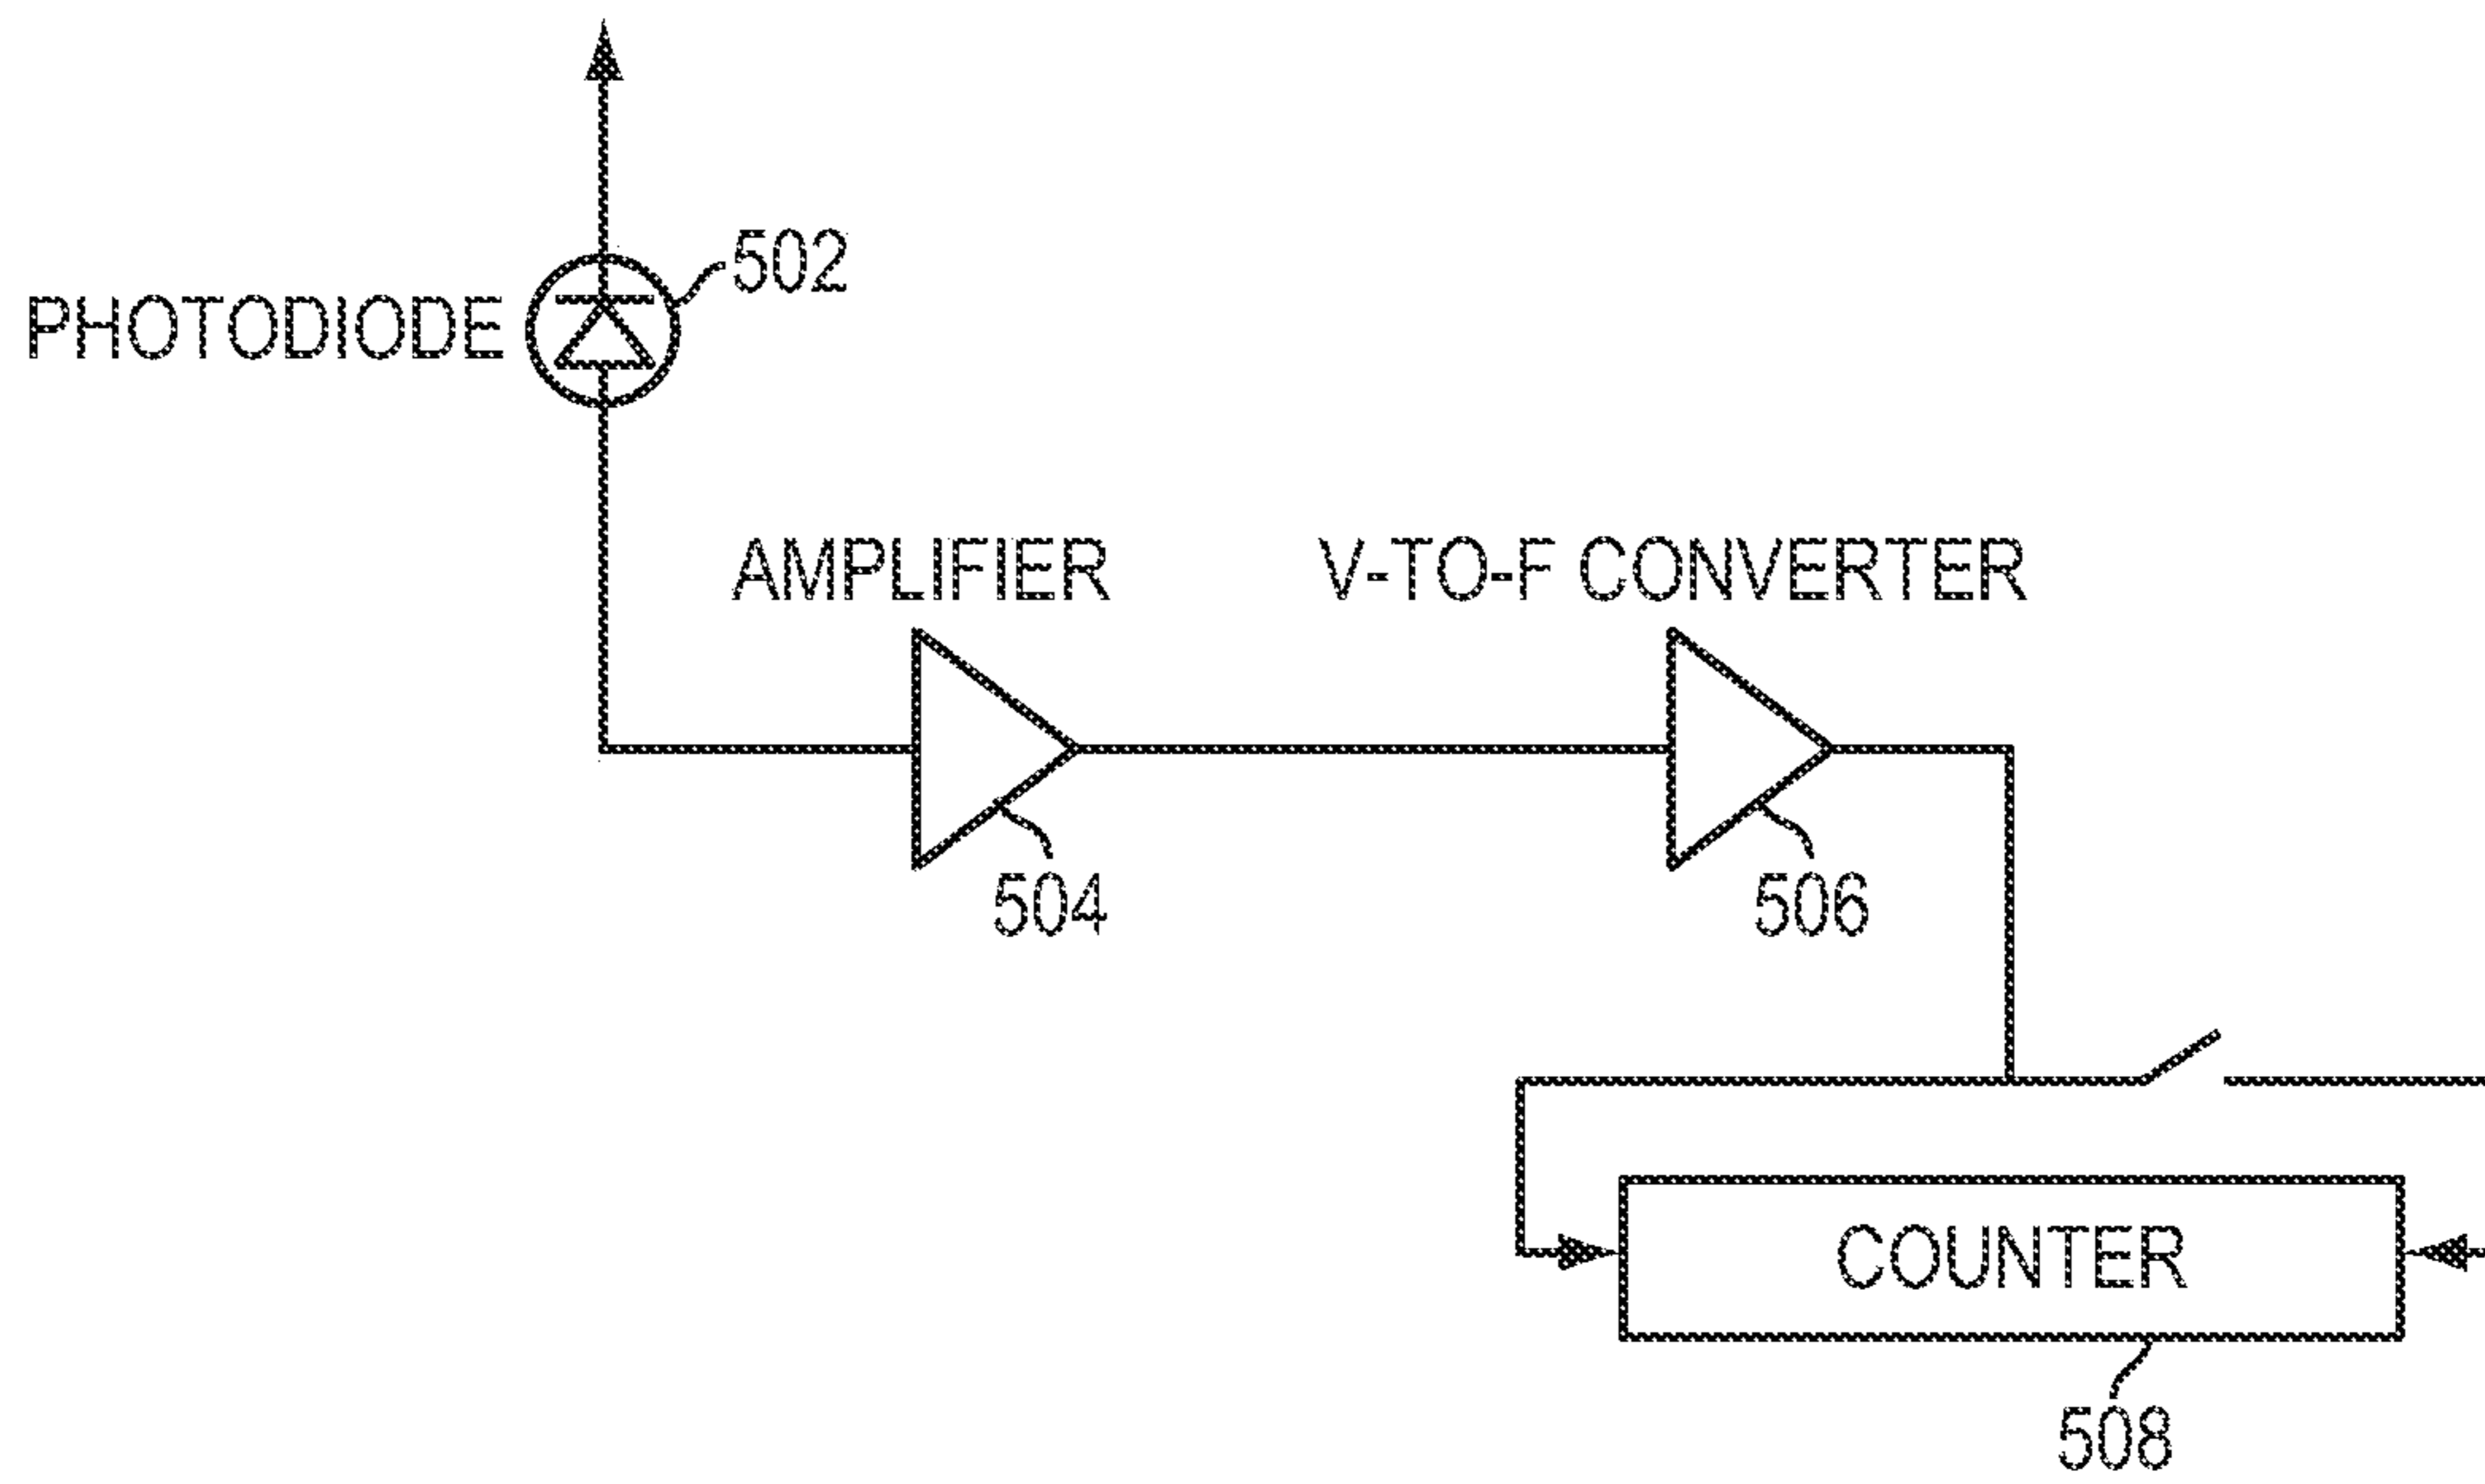 502
PHOTODIODE
AMPLIFIER
V-TO-F CONVERTER
504
506
COUNTER
508